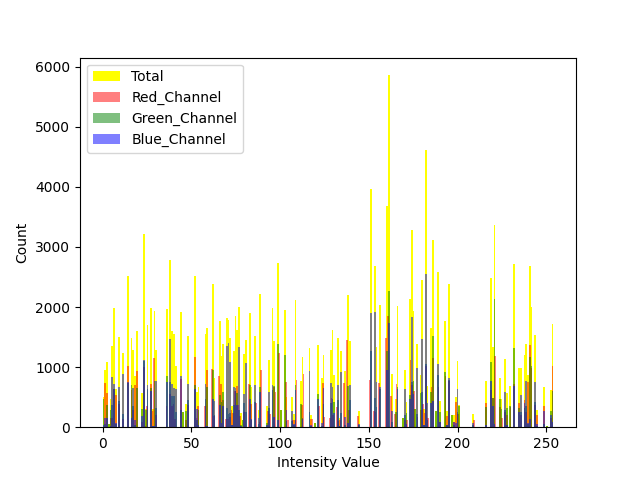 Total
Red_Channel
Green_Channel
Blue_Channel
6000
5000
4000
3000
2000
1000
0
Count
0 50 100 150 200 250
Intensity Value